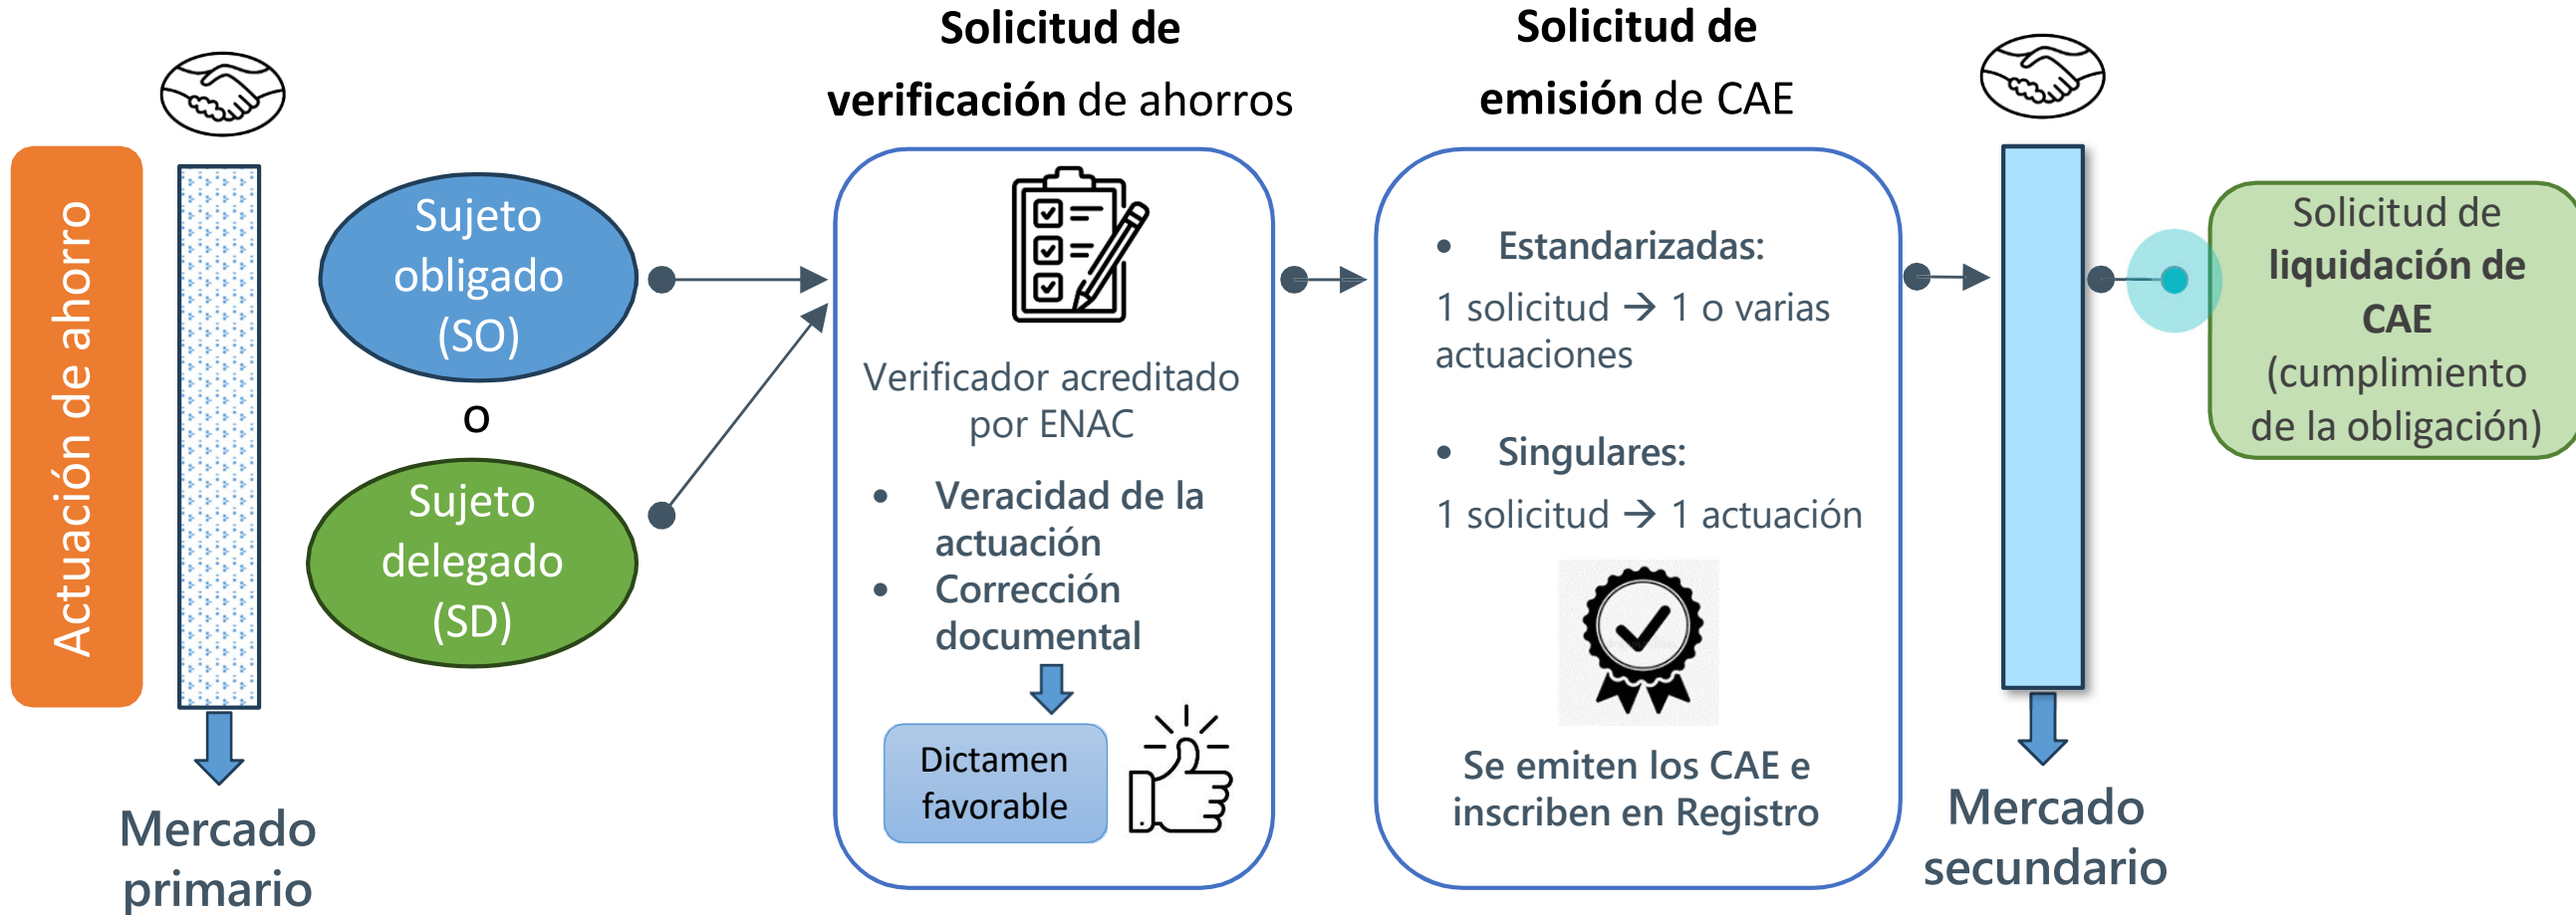 Actuación de ahorro
Mercado
primario
Sujeto
obligado
(SO)
o
Sujeto
delegado
(SD)
Solicitud de
verificación de ahorros
Verificador acreditado
por ENAC
• Veracidad de la
actuación
• Corrección
documental
Dictamen
favorable
Solicitud de
emisión de CAE
• Estandarizadas:
1 solicitud → 1 o varias
actuaciones
• Singulares:
1 solicitud → 1 actuación
Se emiten los CAE e
inscriben en Registro
Mercado
secundario
Solicitud de
liquidación de
CAE
(cumplimiento
de la obligación)